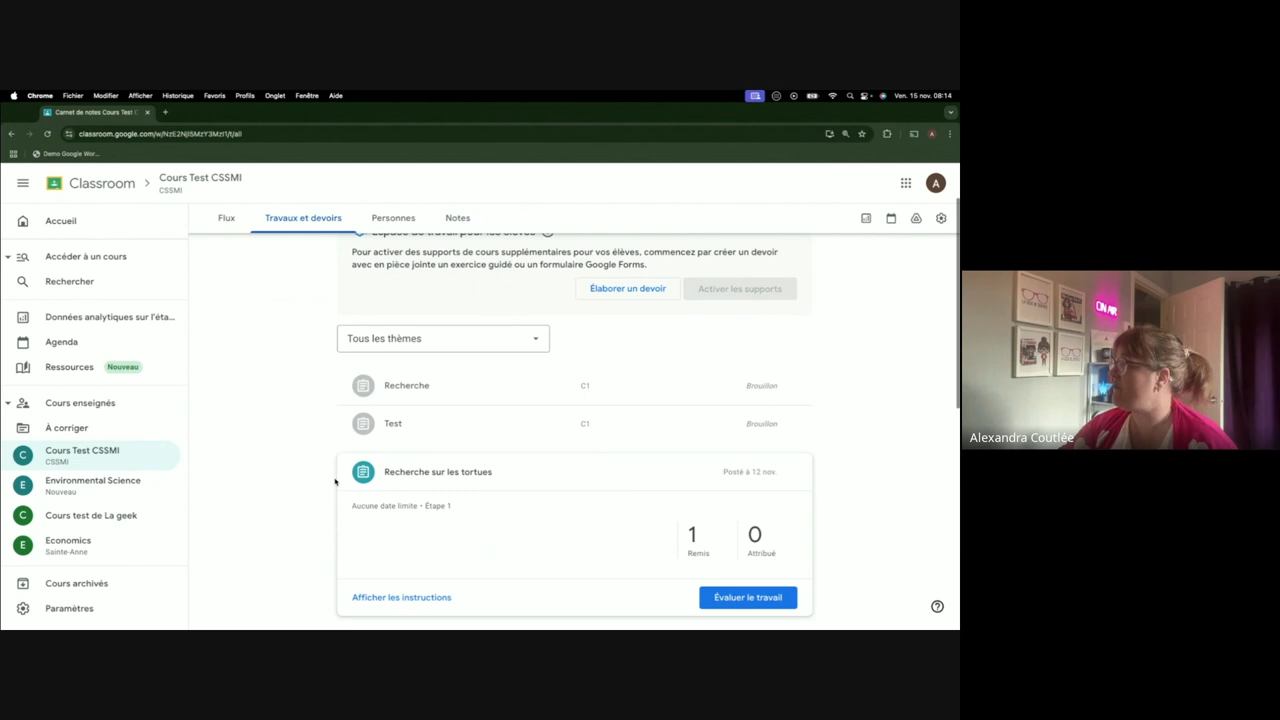 Chrome Fichier Modifier Afficher Historique Favoris Profils Onglet Fenêtre Aide Ven. 15 nov. 08:14
Carnet de notes Cours Test
classroom.google.com/w/NzE2NjI5MzY3MzI1/t/all
Demo Google Wor...
Classroom
Cours Test CSSMI
CSSMI
A
Accueil
Accéder à un cours
Rechercher
Données analytiques sur l'éta...
Agenda
Ressources Nouveau
Cours enseignés
À corriger
C Cours Test CSSMI
CSSMI
E Environmental Science
Nouveau
C Cours test de La geek
E Economics
Sainte-Anne
Cours archivés
Paramètres
Flux Travaux et devoirs Personnes Notes
Espace de travail pour les élèves
Pour activer des supports de cours supplémentaires pour vos élèves, commencez par créer un devoir
avec en pièce jointe un exercice guidé ou un formulaire Google Forms.
Élaborer un devoir Activer les supports
Tous les thèmes
Recherche C1 Brouillon
Test C1 Brouillon
Recherche sur les tortues Posté à 12 nov.
Aucune date limite • Étape 1
1 0
Remis Attribué
Afficher les instructions Évaluer le travail
ON AIR
Alexandra Coutlée